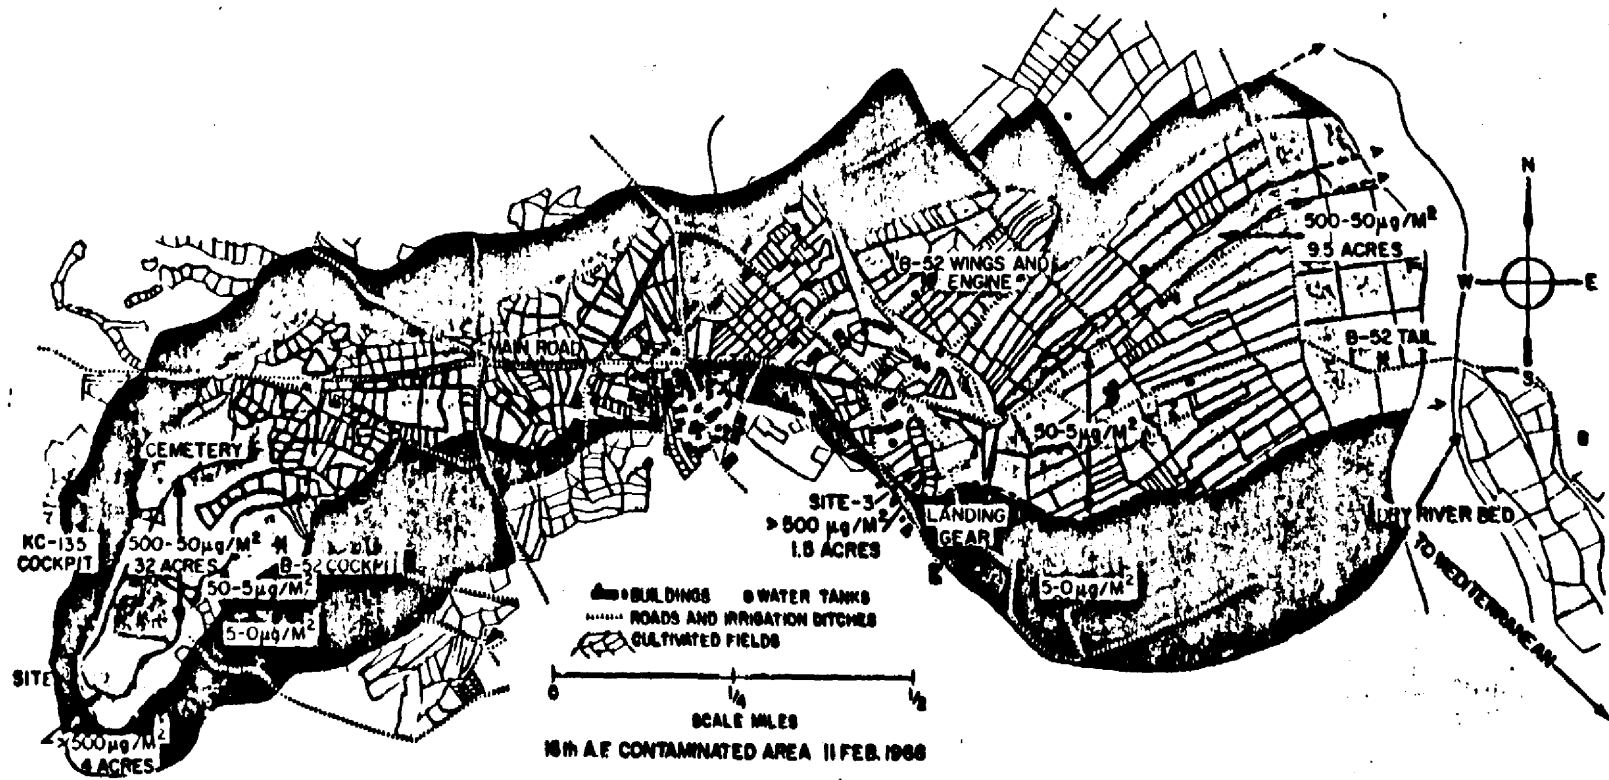 N
500-50µg/M²
9.5 ACRES
W
E
S
B-52 WINGS AND
ENGINE
B-52 TAIL
MAIN ROAD
CEMETERY
50-5µg/M²
SITE-3
>500 µg/M²
1.5 ACRES
LANDING
GEAR
DRY RIVER BED
TO MEDITERRANEAN
KC-135
COCKPIT
500-50µg/M²
32 ACRES
B-52 COCKPIT
50-5µg/M²
5-0µg/M²
5-0µg/M²
BUILDINGS
WATER TANKS
ROADS AND IRRIGATION DITCHES
CULTIVATED FIELDS
SITE
>500µg/M²
4 ACRES
0
1/4
1/2
SCALE MILES
16th A.F. CONTAMINATED AREA 11 FEB. 1966